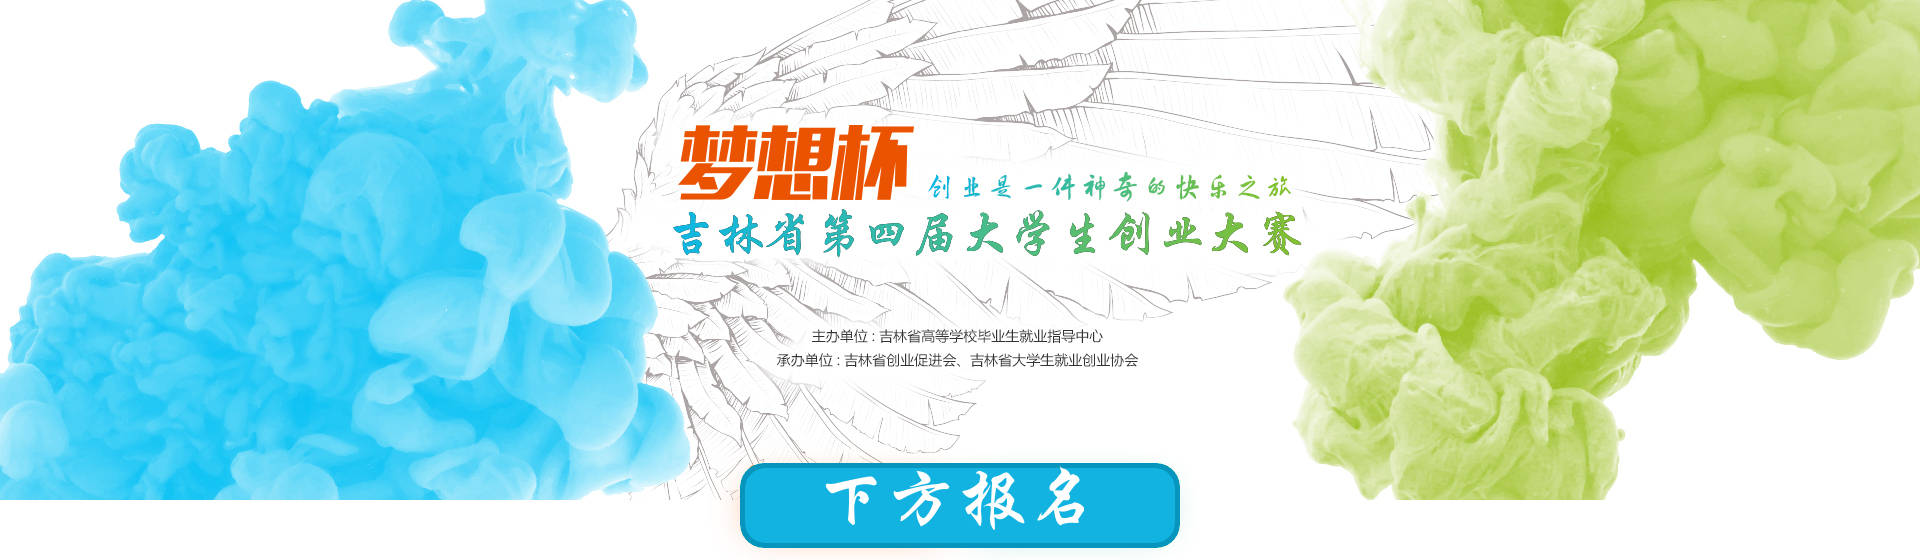 梦想杯
创业是一件神奇的快乐之旅
吉林省第四届大学生创业大赛
主办单位 : 吉林省高等学校毕业生就业指导中心
承办单位 : 吉林省创业促进会、吉林省大学生就业创业协会
下方报名